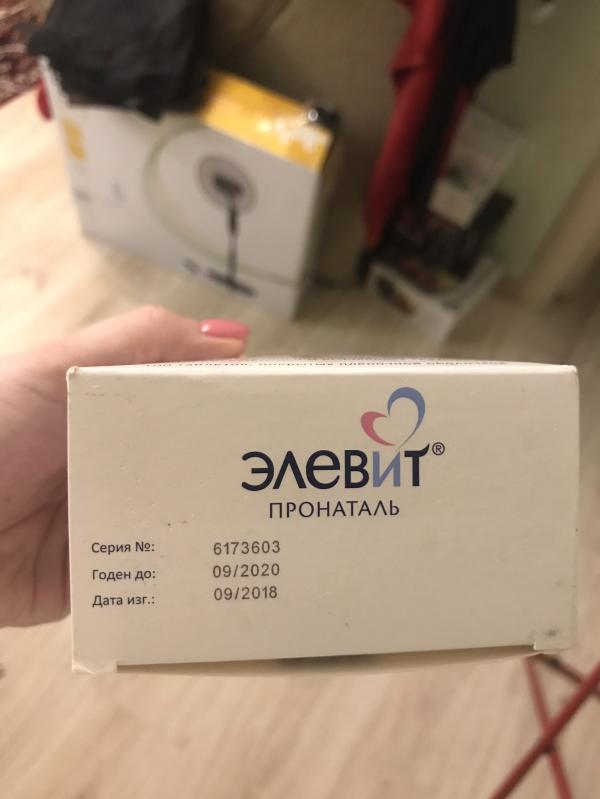 ЭЛЕВИТ®
ПРОНАТАЛЬ
Серия №: 6173603
Годен до: 09/2020
Дата изг.: 09/2018